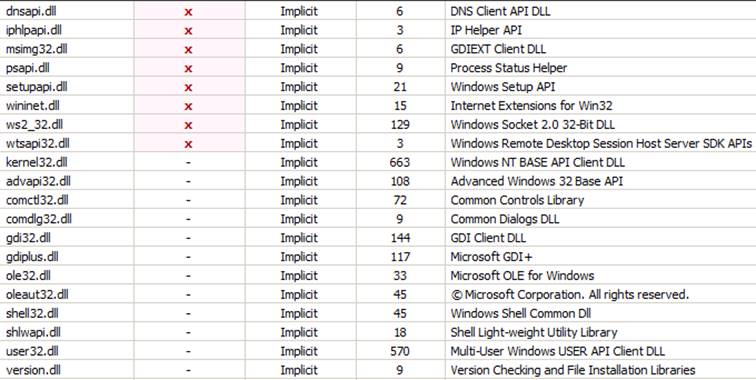 dnsapi.dll x Implicit 6 DNS Client API DLL
iphlpapi.dll x Implicit 3 IP Helper API
msimg32.dll x Implicit 6 GDIEXT Client DLL
psapi.dll x Implicit 9 Process Status Helper
setupapi.dll x Implicit 21 Windows Setup API
wininet.dll x Implicit 15 Internet Extensions for Win32
ws2_32.dll x Implicit 129 Windows Socket 2.0 32-Bit DLL
wtsapi32.dll x Implicit 3 Windows Remote Desktop Session Host Server SDK APIs
kernel32.dll - Implicit 663 Windows NT BASE API Client DLL
advapi32.dll - Implicit 108 Advanced Windows 32 Base API
comctl32.dll - Implicit 72 Common Controls Library
comdlg32.dll - Implicit 9 Common Dialogs DLL
gdi32.dll - Implicit 144 GDI Client DLL
gdiplus.dll - Implicit 117 Microsoft GDI+
ole32.dll - Implicit 33 Microsoft OLE for Windows
oleaut32.dll - Implicit 45 © Microsoft Corporation. All rights reserved.
shell32.dll - Implicit 45 Windows Shell Common Dll
shlwapi.dll - Implicit 18 Shell Light-weight Utility Library
user32.dll - Implicit 570 Multi-User Windows USER API Client DLL
version.dll - Implicit 9 Version Checking and File Installation Libraries